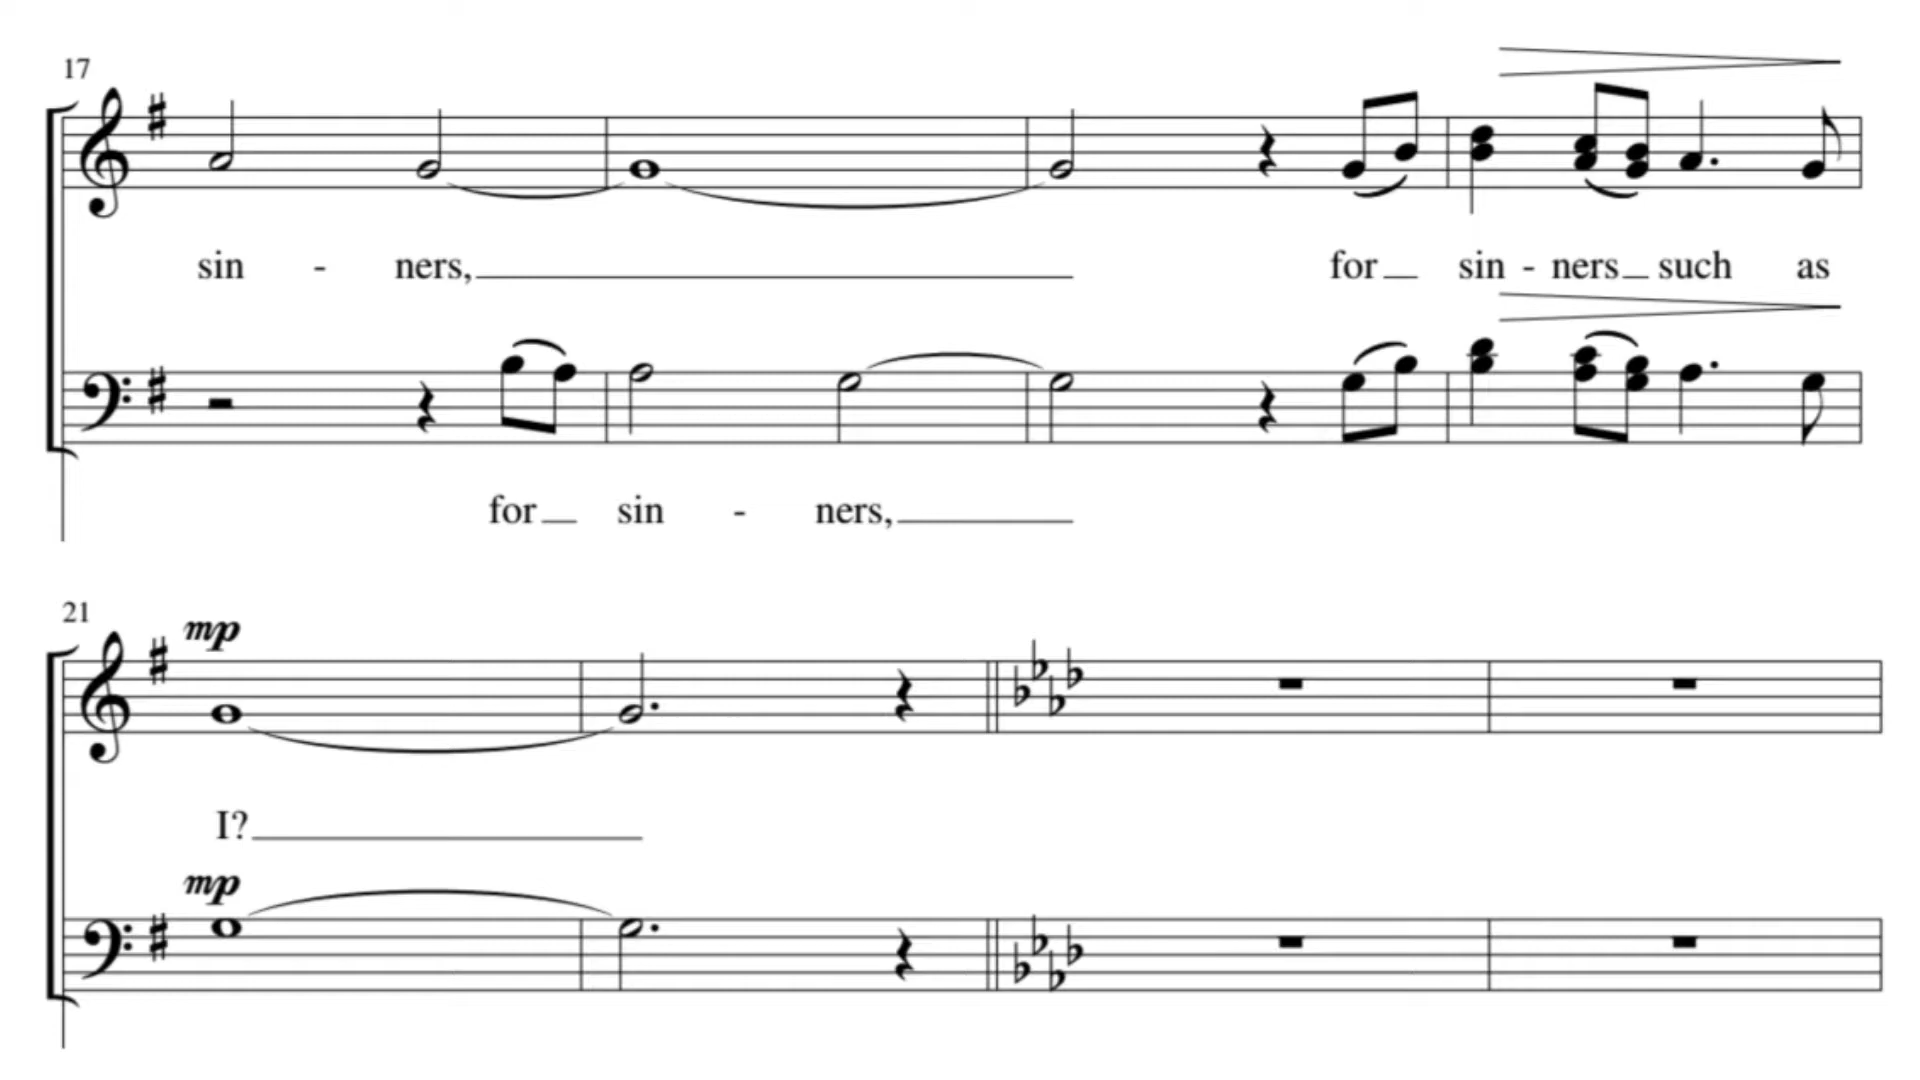 17
sin - ners, for sin - ners such as
for sin - ners,
21
mp
I?
mp